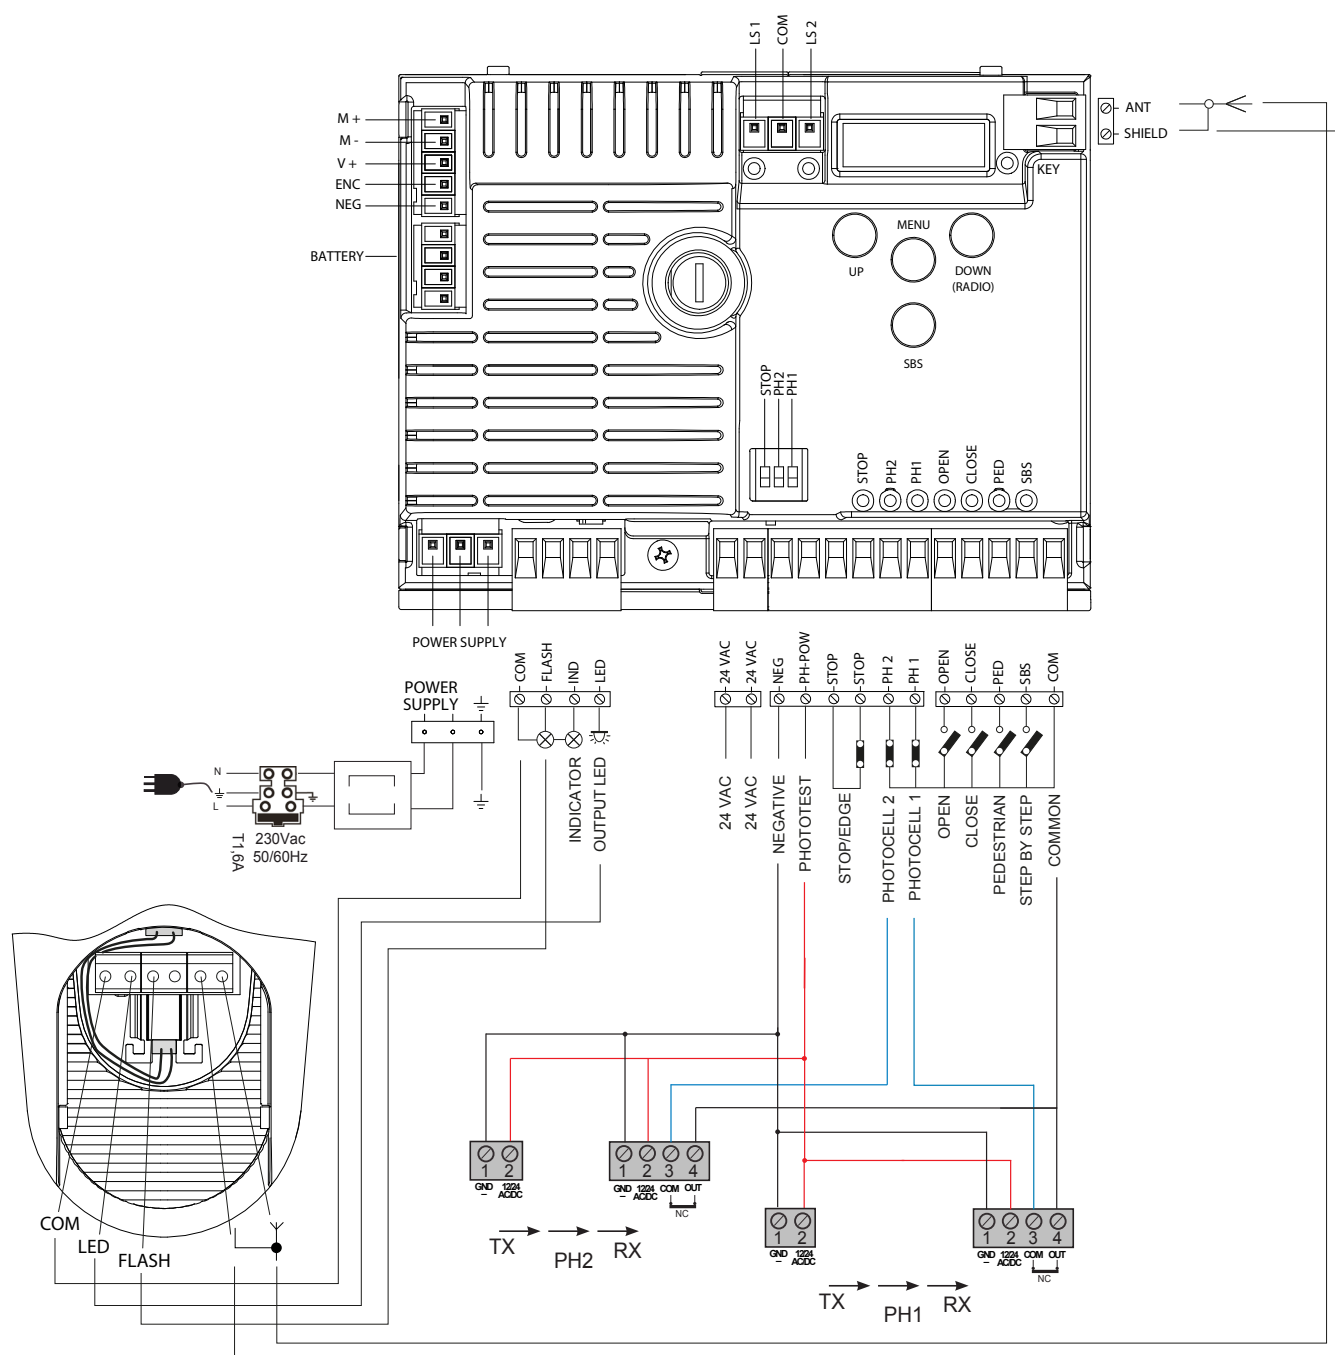 LS 1
COM
LS 2
M +
M -
V +
ENC
NEG
BATTERY
ANT
SHIELD
KEY
MENU
UP
DOWN
(RADIO)
SBS
STOP
PH2
PH1
STOP
PH2
PH1
OPEN
CLOSE
PED
SBS
POWER SUPPLY
COM
FLASH
IND
LED
24 VAC
24 VAC
NEG
PH-POW
STOP
STOP
PH 2
PH 1
OPEN
CLOSE
PED
SBS
COM
POWER
SUPPLY
N
L
T1,6A
230Vac
50/60Hz
INDICATOR
OUTPUT LED
24 VAC
24 VAC
NEGATIVE
PHOTOTEST
STOP/EDGE
PHOTOCELL 2
PHOTOCELL 1
OPEN
CLOSE
PEDESTRIAN
STEP BY STEP
COMMON
1 2
GND 12/24
– AC/DC
1 2 3 4
GND 12/24 COM OUT
– AC/DC
NC
TX
PH2
RX
1 2
GND 12/24
– AC/DC
1 2 3 4
GND 12/24 COM OUT
– AC/DC
NC
TX
PH1
RX
COM
LED
FLASH